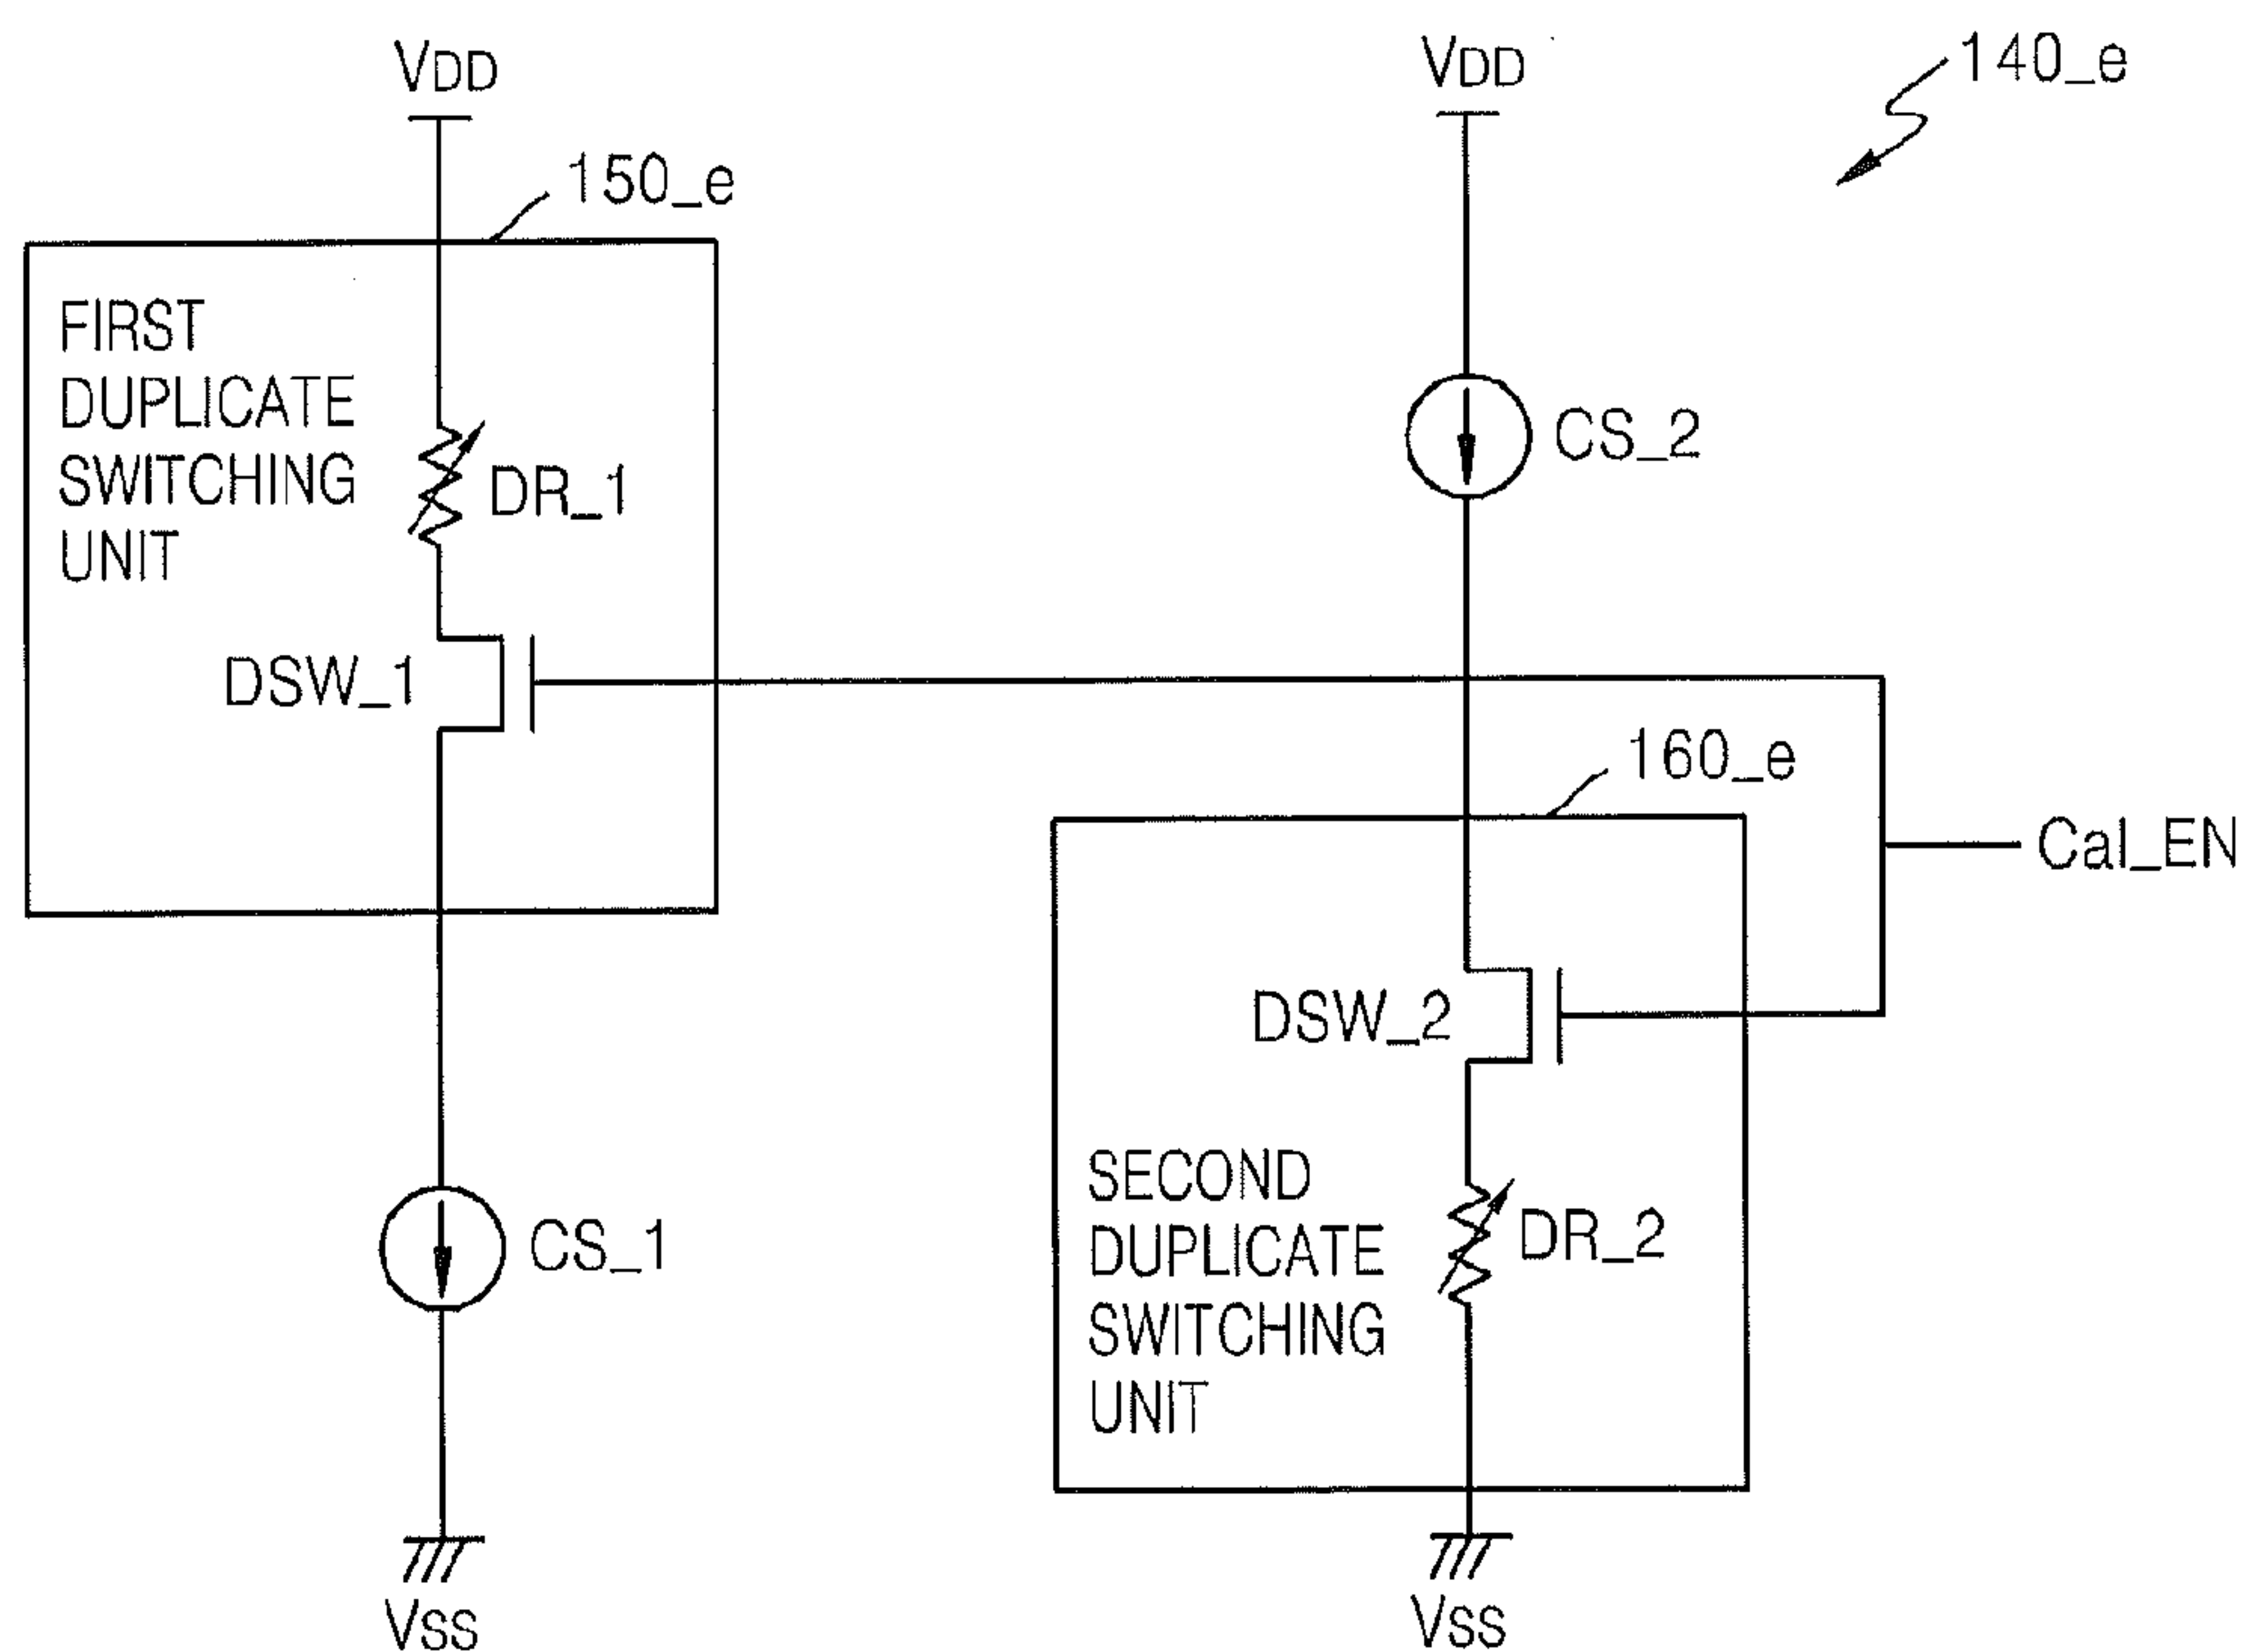 VDD
VDD
140_e
150_e
FIRST
DUPLICATE
SWITCHING
UNIT
DR_1
CS_2
DSW_1
160_e
Cal_EN
DSW_2
SECOND
DUPLICATE
SWITCHING
UNIT
DR_2
CS_1
VSS
VSS